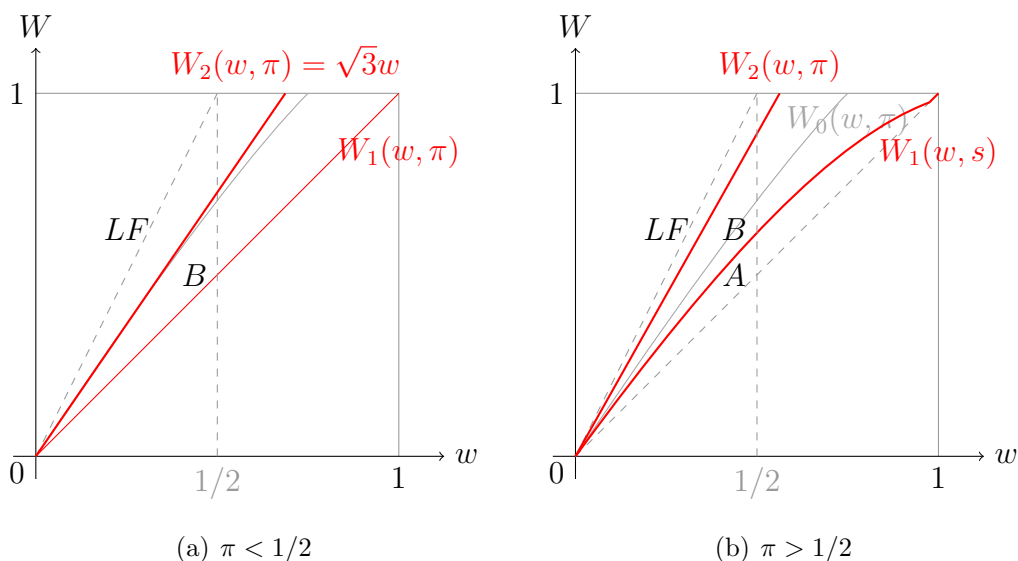 W
W₂(w, π) = √3w
1
W₁(w, π)
LF
B
0
1/2
1
w
(a) π < 1/2
W
W₂(w, π)
1
W₀(w, π)
W₁(w, s)
LF
B
A
0
1/2
1
w
(b) π > 1/2